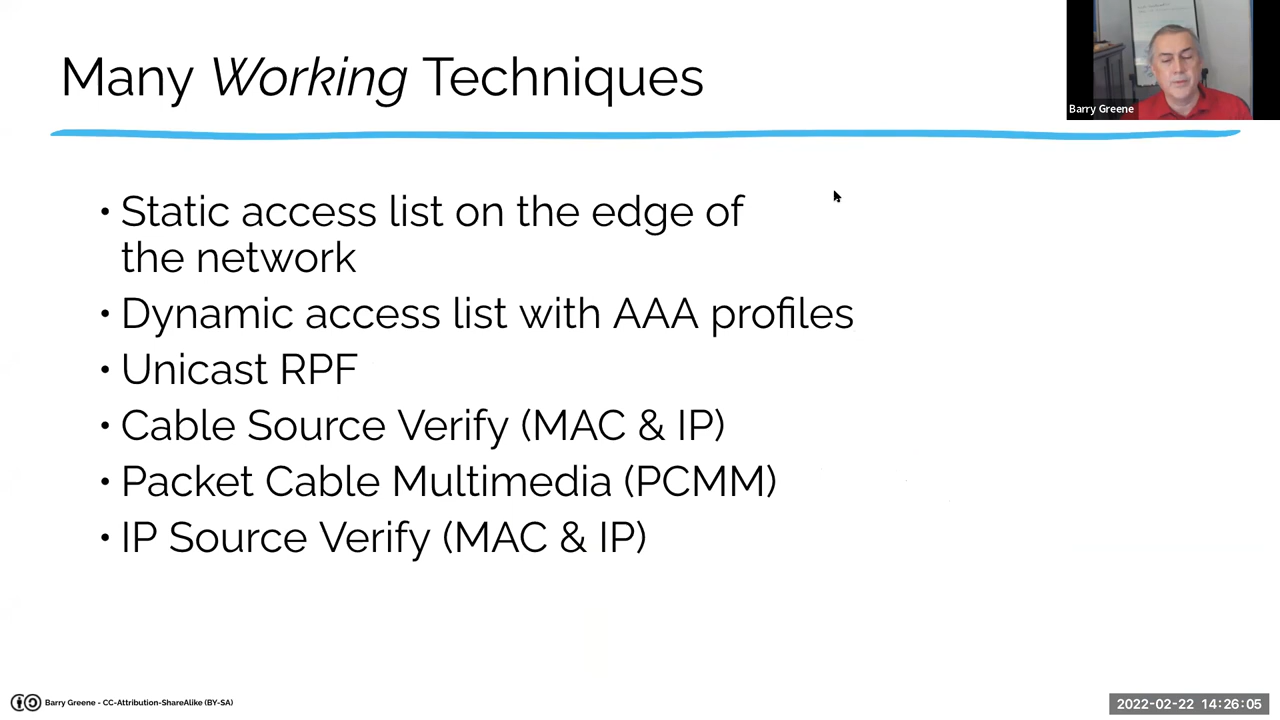 Many Working Techniques
Barry Greene
• Static access list on the edge of
the network
• Dynamic access list with AAA profiles
• Unicast RPF
• Cable Source Verify (MAC & IP)
• Packet Cable Multimedia (PCMM)
• IP Source Verify (MAC & IP)
Barry Greene - CC-Attribution-ShareAlike (BY-SA)
2022-02-22 14:26:05